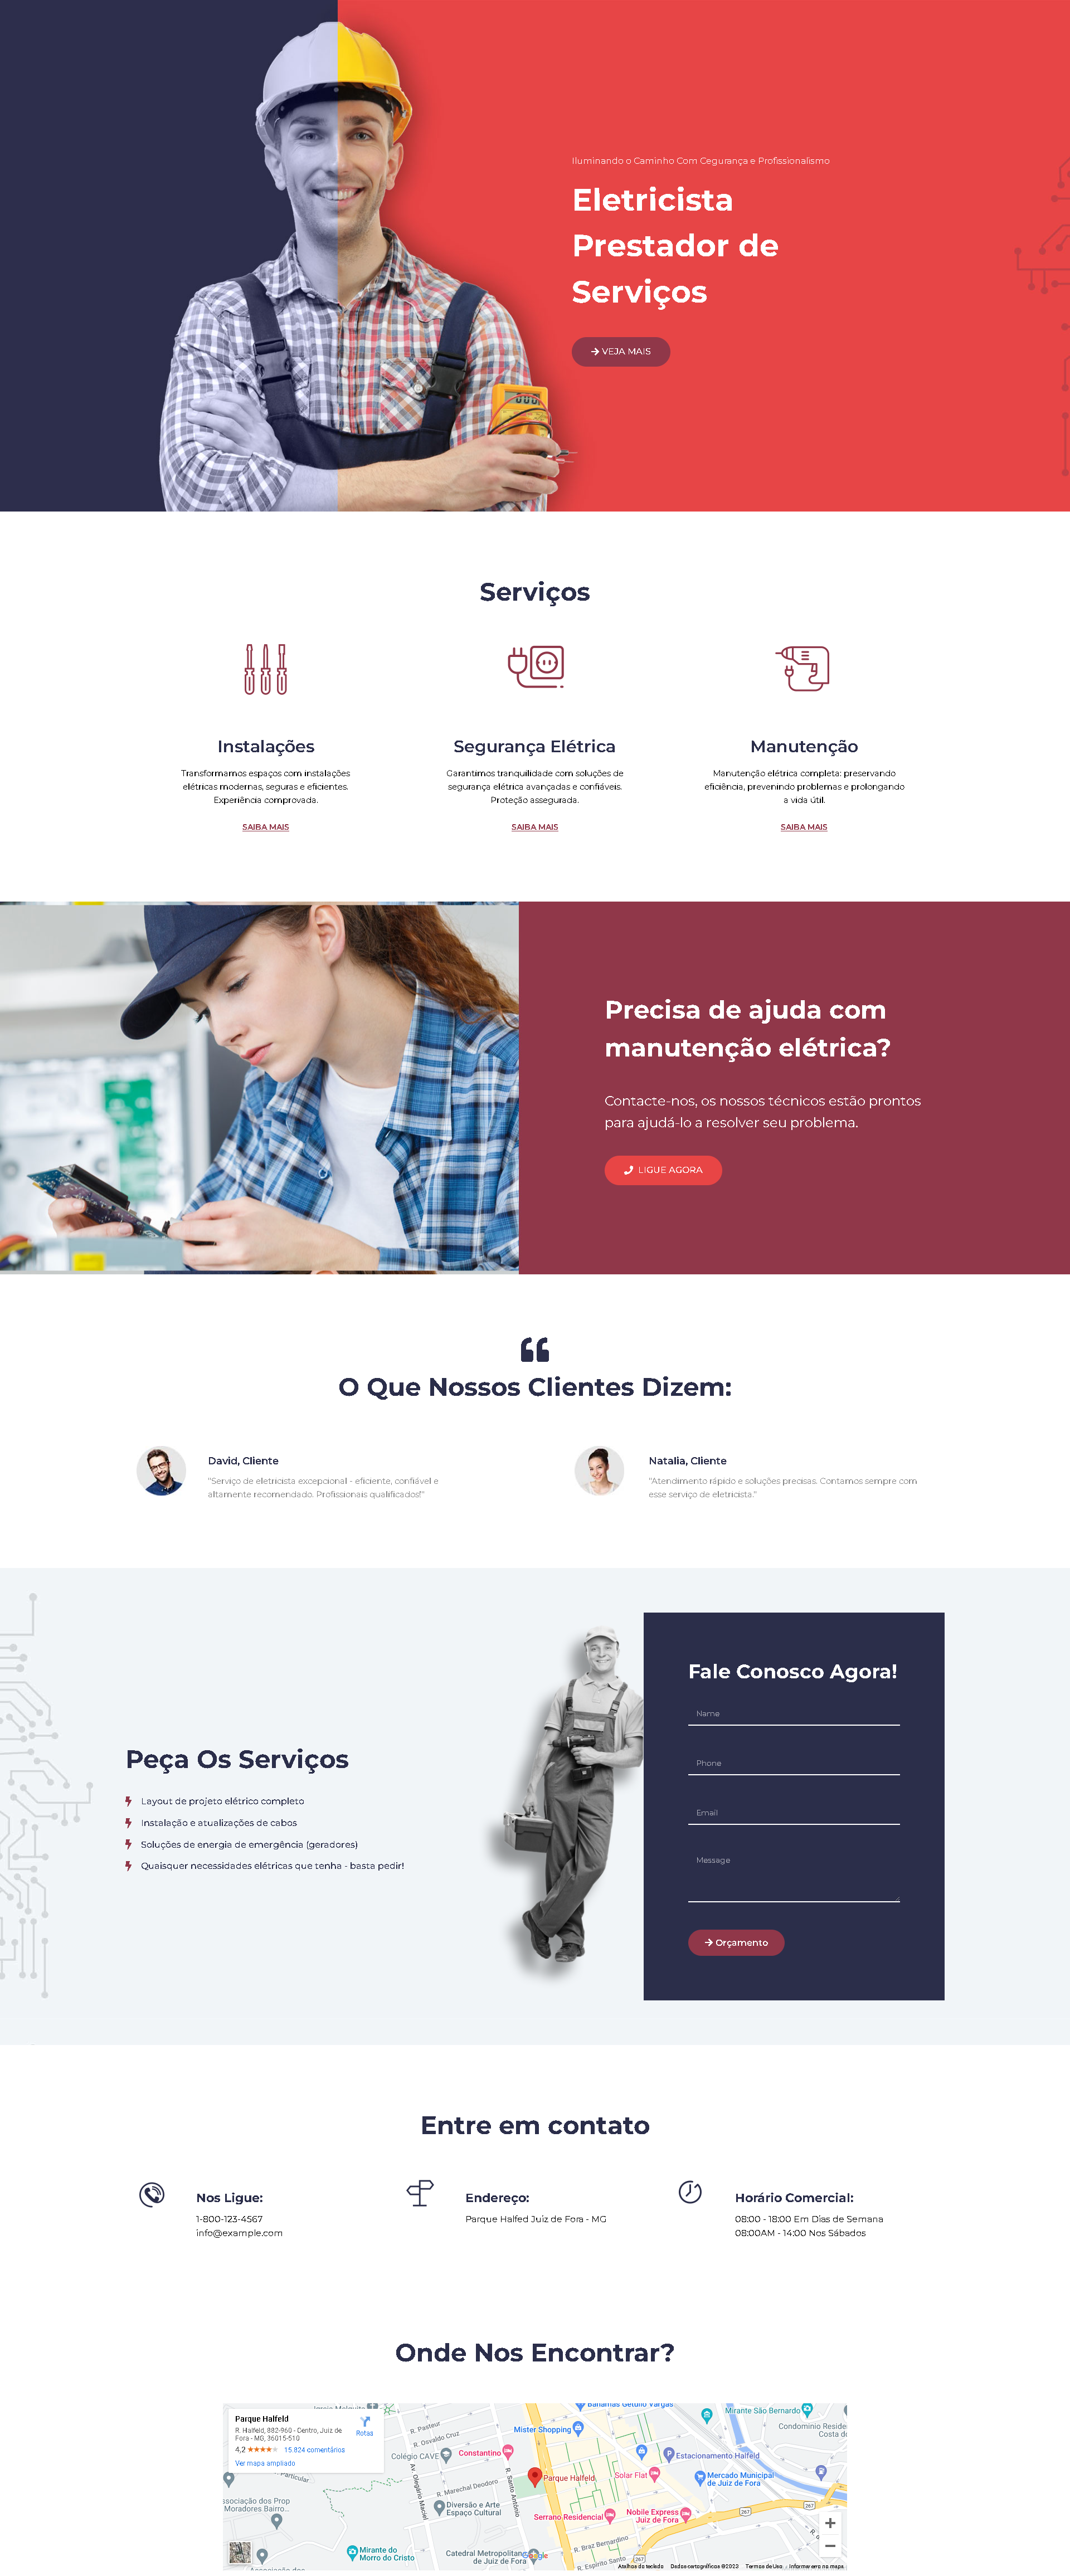 Iluminando o Caminho Com Cegurança e Profissionalismo
Eletricista
Prestador de
Serviços
VEJA MAIS
Serviços
Instalações
Transformamos espaços com instalações
elétricas modernas, seguras e eficientes.
Experiência comprovada.
SAIBA MAIS
Segurança Elétrica
Garantimos tranquilidade com soluções de
segurança elétrica avançadas e confiáveis.
Proteção assegurada.
SAIBA MAIS
Manutenção
Manutenção elétrica completa: preservando
eficiência, prevenindo problemas e prolongando
a vida útil.
SAIBA MAIS
Precisa de ajuda com
manutenção elétrica?
Contacte-nos, os nossos técnicos estão prontos
para ajudá-lo a resolver seu problema.
LIGUE AGORA
O Que Nossos Clientes Dizem:
David, Cliente
"Serviço de eletricista excepcional - eficiente, confiável e
altamente recomendado. Profissionais qualificados!"
Natalia, Cliente
"Atendimento rápido e soluções precisas. Contamos sempre com
esse serviço de eletricista."
Peça Os Serviços
Layout de projeto elétrico completo
Instalação e atualizações de cabos
Soluções de energia de emergência (geradores)
Quaisquer necessidades elétricas que tenha - basta pedir!
Fale Conosco Agora!
Name
Phone
Email
Message
Orçamento
Entre em contato
Nos Ligue:
1-800-123-4567
info@example.com
Endereço:
Parque Halfed Juiz de Fora - MG
Horário Comercial:
08:00 - 18:00 Em Dias de Semana
08:00AM - 14:00 Nos Sábados
Onde Nos Encontrar?
Parque Halfeld
R. Halfeld, 882-960 - Centro, Juiz de
Fora - MG, 36015-510
4,2
15.824 comentários
Ver mapa ampliado
Rotas
Particular
R. Pasteur
R. Osvaldo Cruz
Colégio CAVE
Constantino
Av. Olegário Maciel
R. Marechal Deodoro
R. Santo Antônio
Diversão e Arte
Espaço Cultural
Mirante do
Morro do Cristo
Catedral Metropolitana
de Juiz de Fora
Google
Bahamas Getúlio Vargas
Mister Shopping
Parque Halfeld
Solar Flat
Serrano Residencial
Nobile Express
Juiz de Fora
R. Braz Bernardino
R. Espírito Santo
Estacionamento Halfeld
Mercado Municipal
de Juiz de Fora
Mirante São Bernardo
267
267
267
Atalhos do teclado
Dados cartográficos ©2023
Termos de Uso
Informar erro no mapa